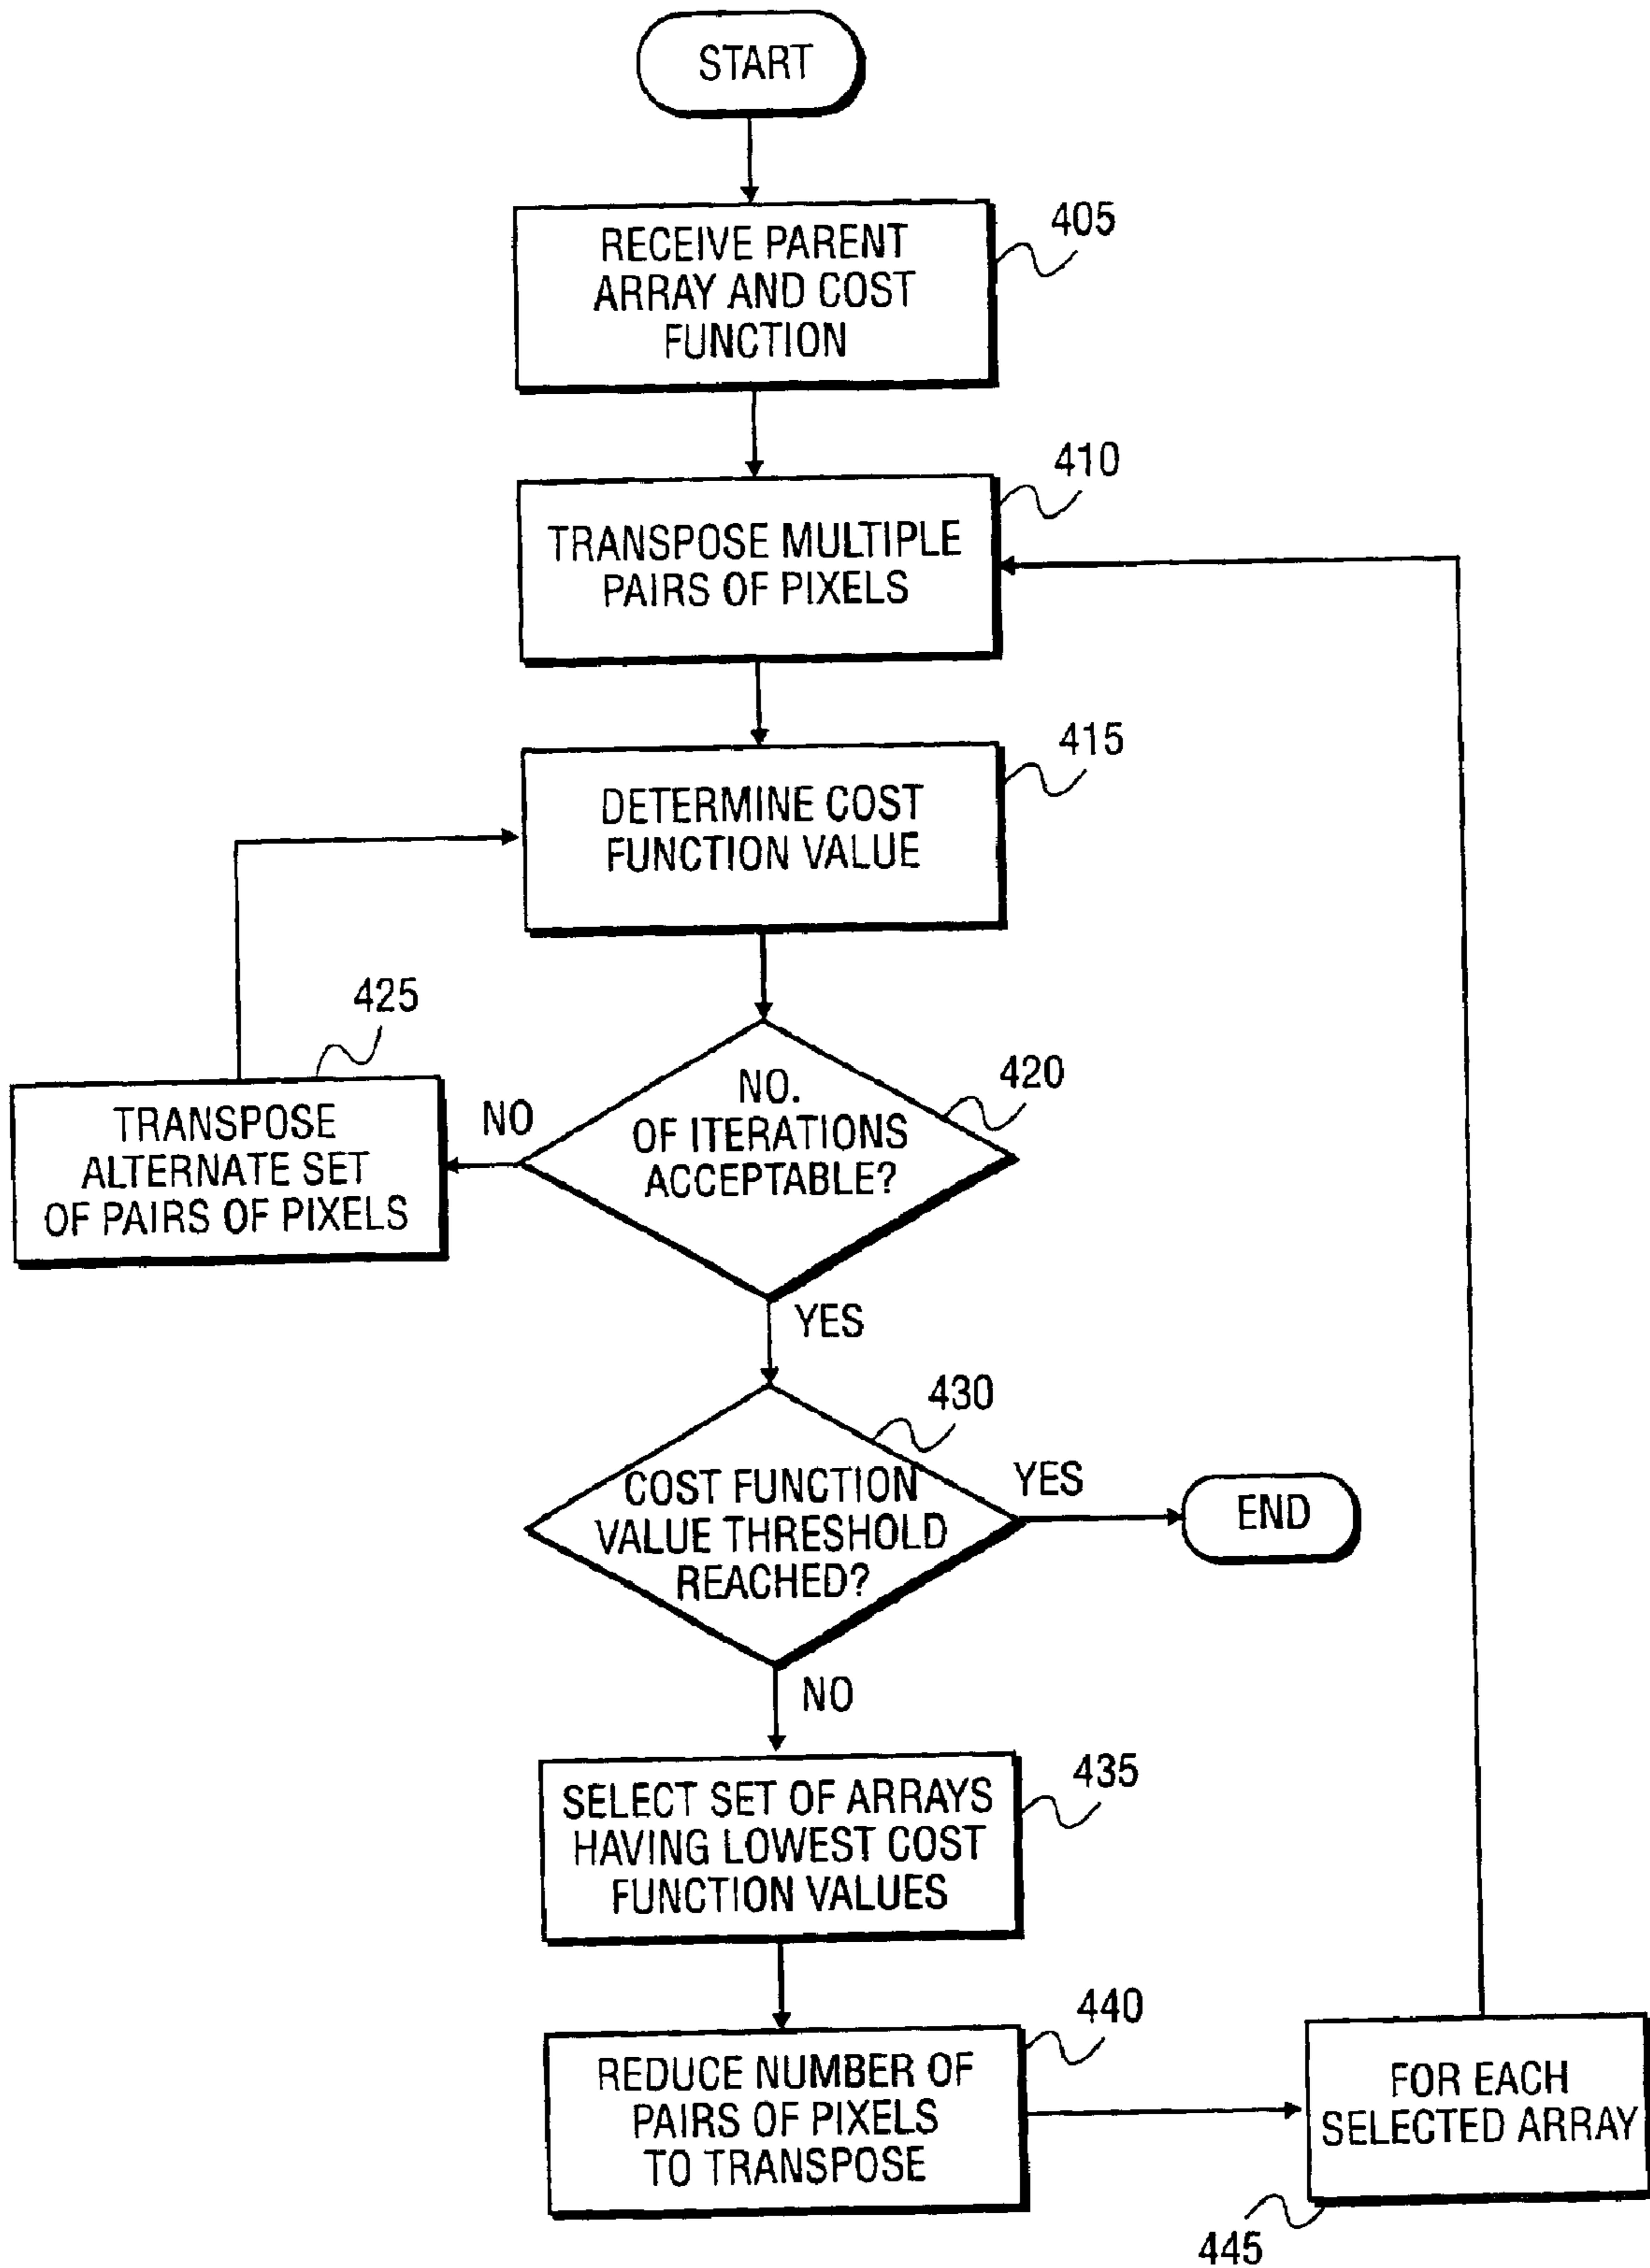 START
405
RECEIVE PARENT
ARRAY AND COST
FUNCTION
410
TRANSPOSE MULTIPLE
PAIRS OF PIXELS
415
DETERMINE COST
FUNCTION VALUE
425
TRANSPOSE
ALTERNATE SET
OF PAIRS OF PIXELS
NO
420
NO.
OF ITERATIONS
ACCEPTABLE?
YES
430
COST FUNCTION
VALUE THRESHOLD
REACHED?
YES
END
NO
435
SELECT SET OF ARRAYS
HAVING LOWEST COST
FUNCTION VALUES
440
REDUCE NUMBER OF
PAIRS OF PIXELS
TO TRANSPOSE
FOR EACH
SELECTED ARRAY
445